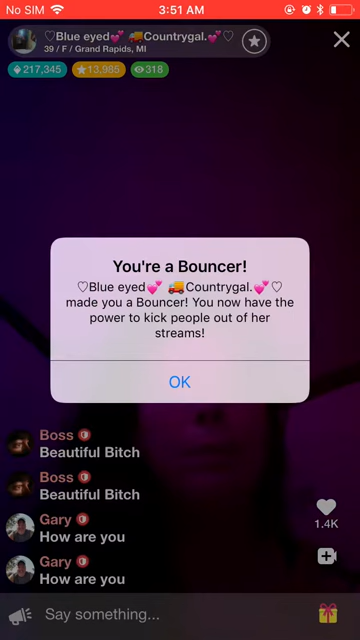 No SIM 3:51 AM
♡Blue eyed💕 🚚Countrygal.💕♡
39 / F / Grand Rapids, MI
217,345 13,985 318
You're a Bouncer!
♡Blue eyed💕 🚚Countrygal.💕♡
made you a Bouncer! You now have the
power to kick people out of her
streams!
OK
Boss
Beautiful Bitch
Boss
Beautiful Bitch
Gary
How are you
1.4K
Gary
How are you
Say something...